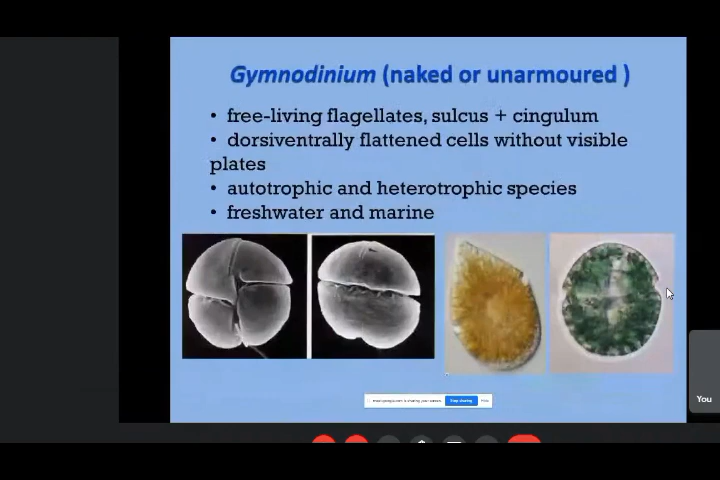 Gymnodinium (naked or unarmoured )
• free-living flagellates, sulcus + cingulum
• dorsiventrally flattened cells without visible
plates
• autotrophic and heterotrophic species
• freshwater and marine
Stop sharing
Hide
You